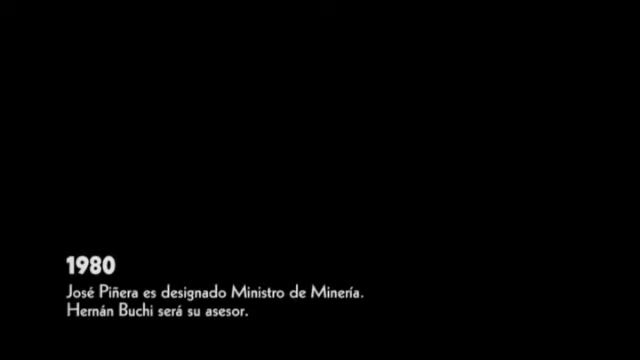 1980
José Piñera es designado Ministro de Minería.
Hernán Buchi será su asesor.